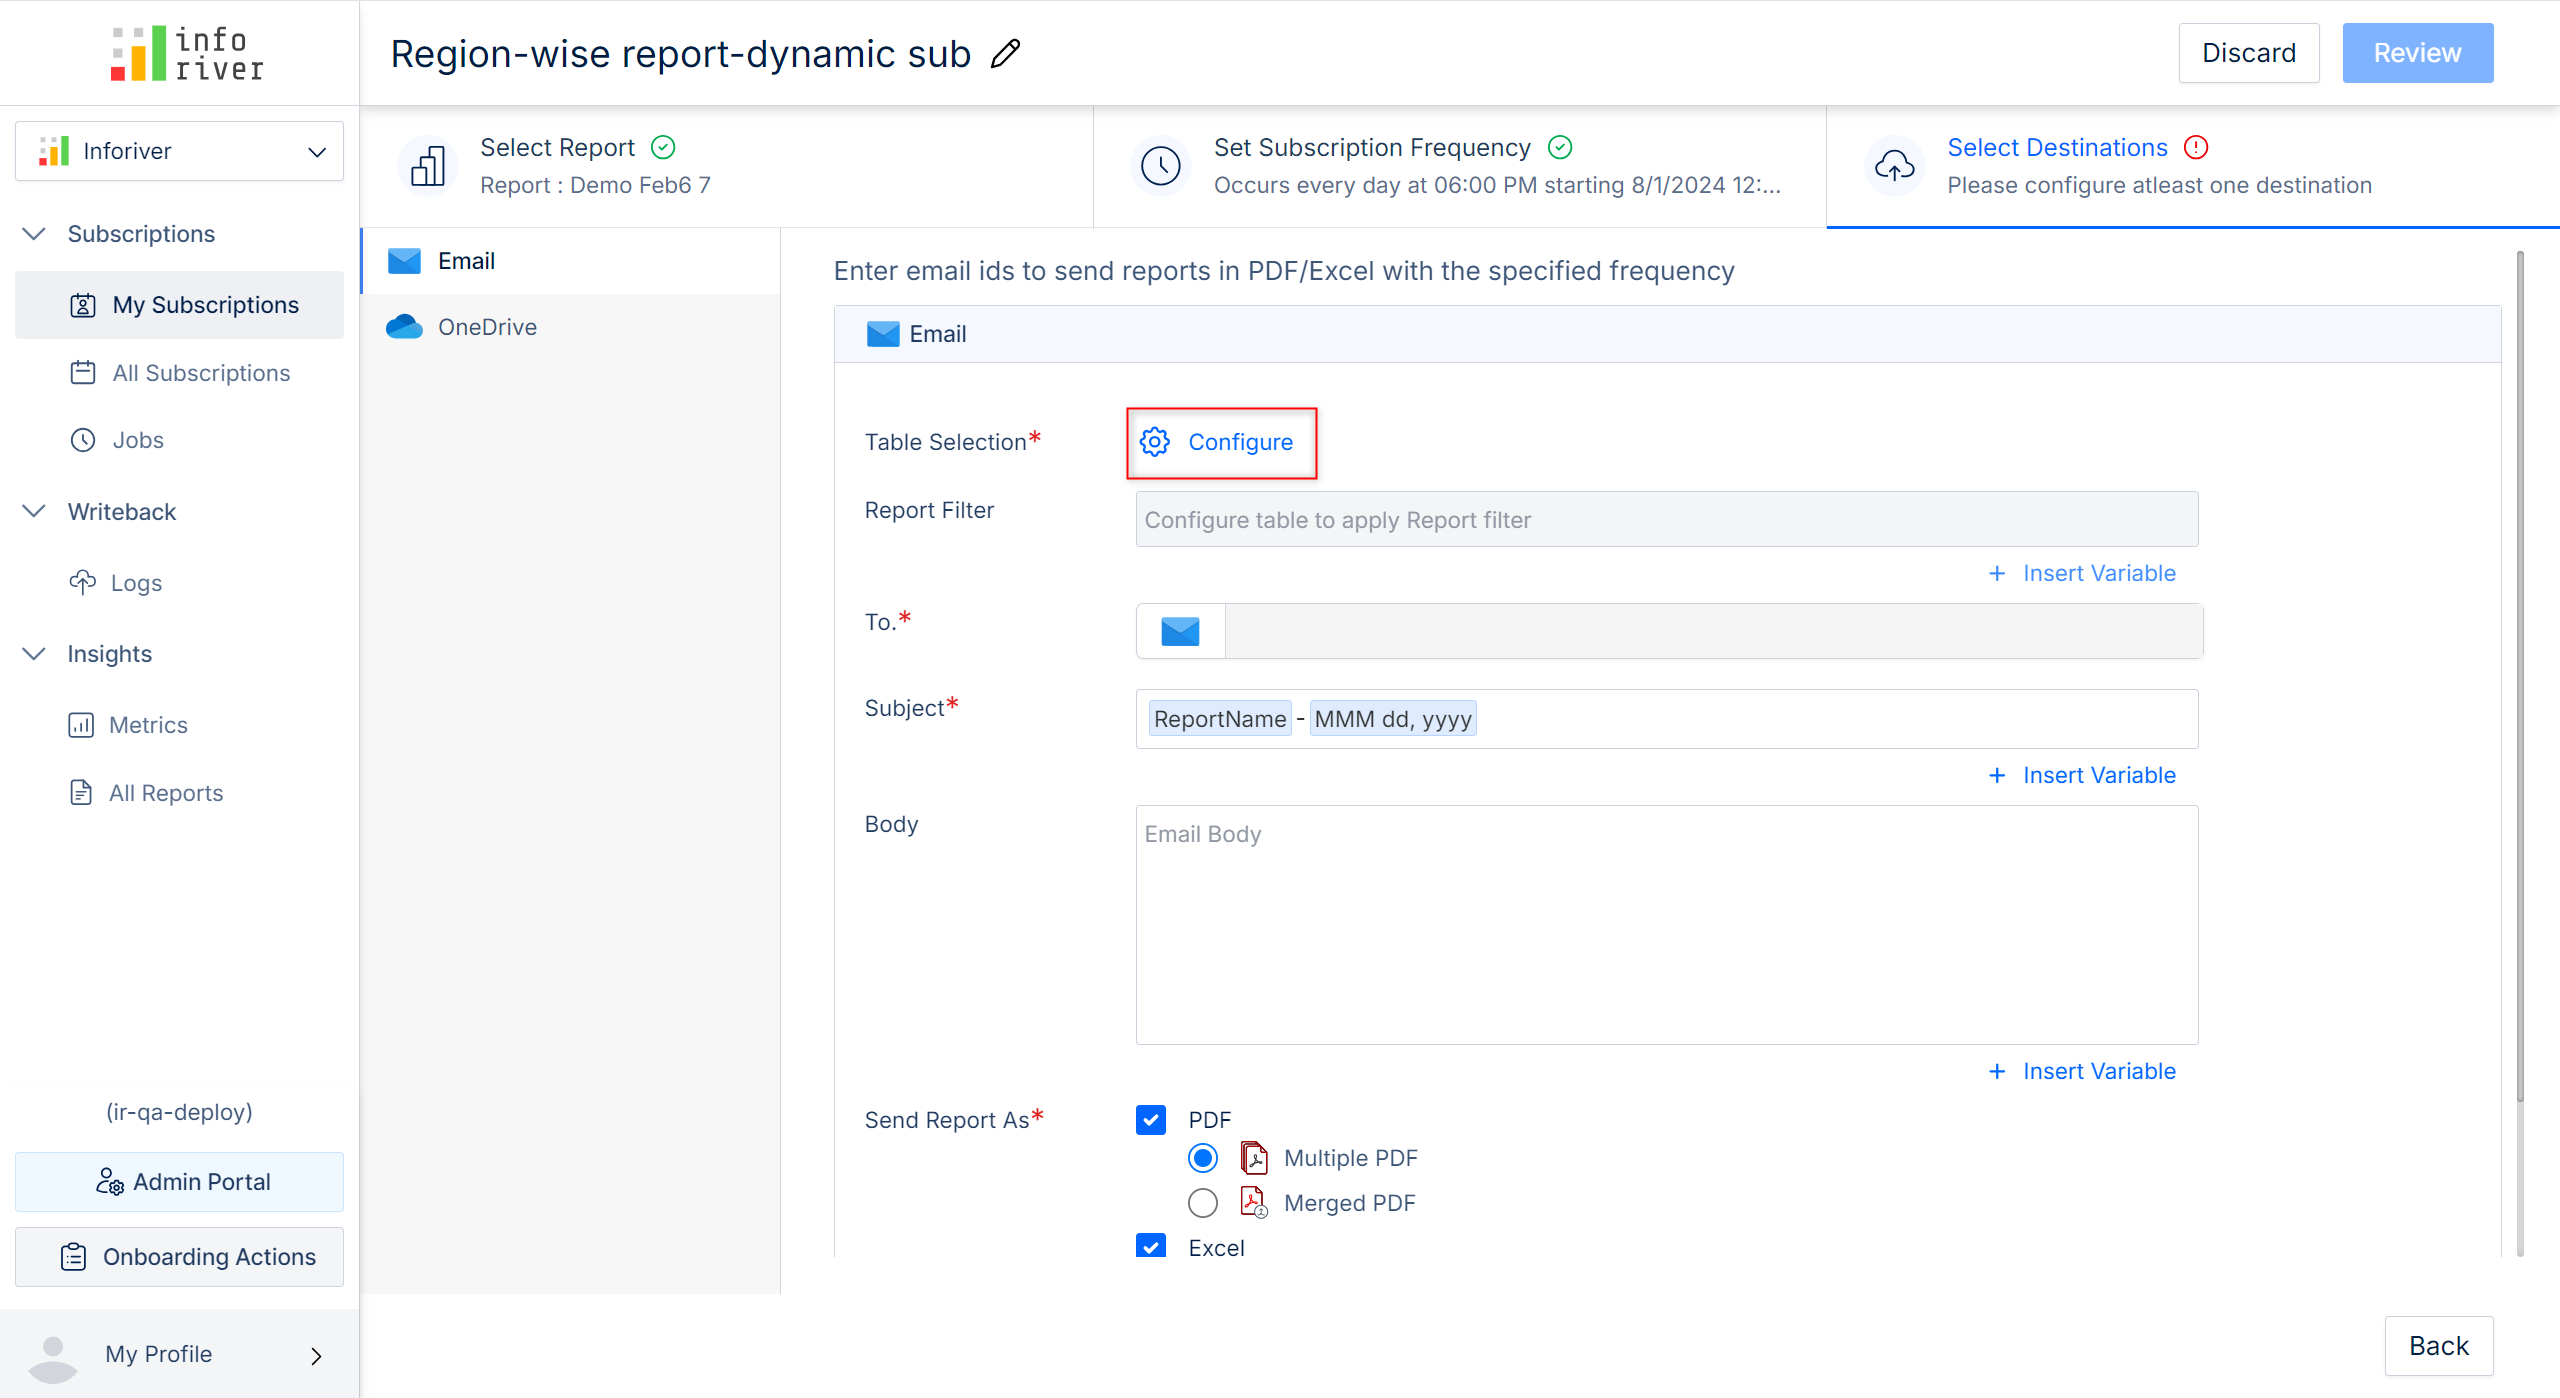 info
river
Region-wise report-dynamic sub
Discard
Review
Inforiver
Select Report
Report : Demo Feb6 7
Set Subscription Frequency
Occurs every day at 06:00 PM starting 8/1/2024 12:...
Select Destinations
Please configure atleast one destination
Subscriptions
My Subscriptions
All Subscriptions
Jobs
Writeback
Logs
Insights
Metrics
All Reports
(ir-qa-deploy)
Admin Portal
Onboarding Actions
My Profile
Email
OneDrive
Enter email ids to send reports in PDF/Excel with the specified frequency
Email
Table Selection*
Configure
Report Filter
Configure table to apply Report filter
+ Insert Variable
To.*
Subject*
ReportName - MMM dd, yyyy
+ Insert Variable
Body
Email Body
+ Insert Variable
Send Report As*
PDF
Multiple PDF
Merged PDF
Excel
Back